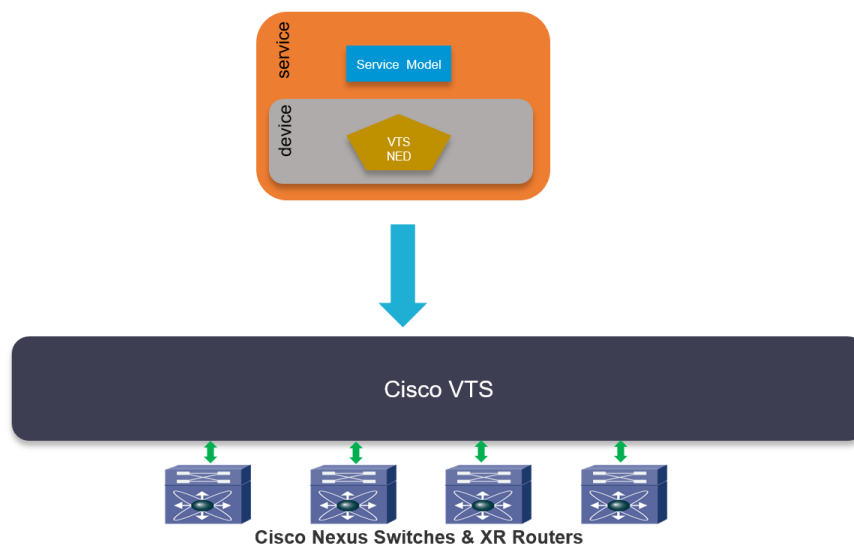 service
Service Model
device
VTS
NED
Cisco VTS
Cisco Nexus Switches & XR Routers